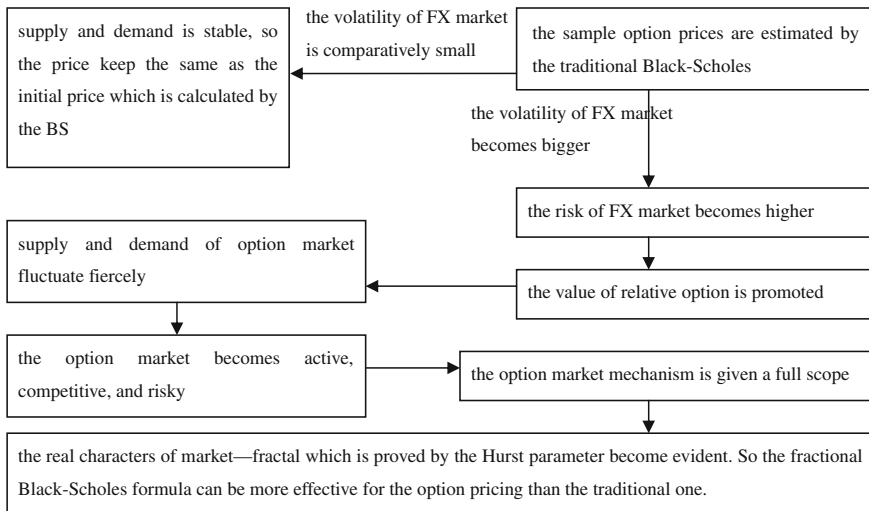 supply and demand is stable, so
the price keep the same as the
initial price which is calculated by
the BS
the volatility of FX market
is comparatively small
the sample option prices are estimated by
the traditional Black-Scholes
the volatility of FX market
becomes bigger
the risk of FX market becomes higher
the value of relative option is promoted
supply and demand of option market
fluctuate fiercely
the option market becomes active,
competitive, and risky
the option market mechanism is given a full scope
the real characters of market—fractal which is proved by the Hurst parameter become evident. So the fractional
Black-Scholes formula can be more effective for the option pricing than the traditional one.